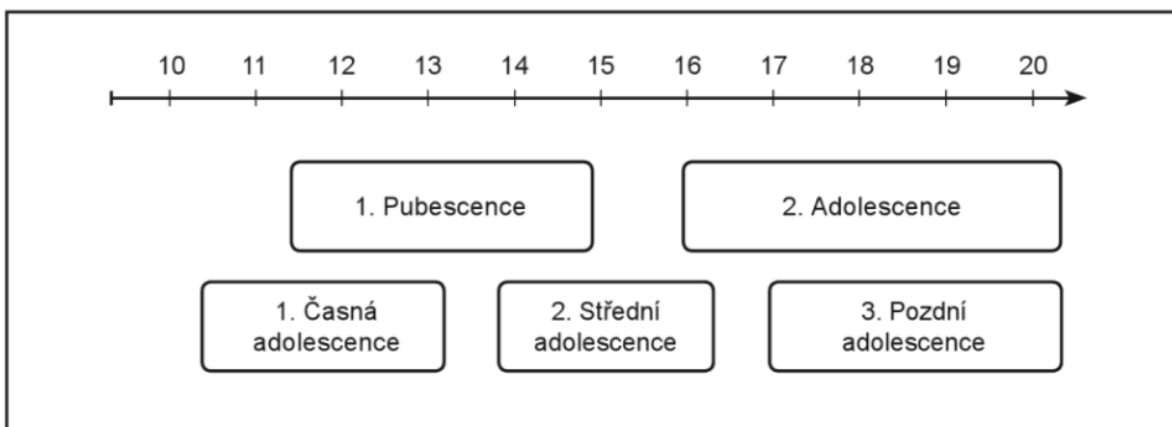 10 11 12 13 14 15 16 17 18 19 20
1. Pubescence 2. Adolescence
1. Časná
adolescence
2. Střední
adolescence
3. Pozdní
adolescence